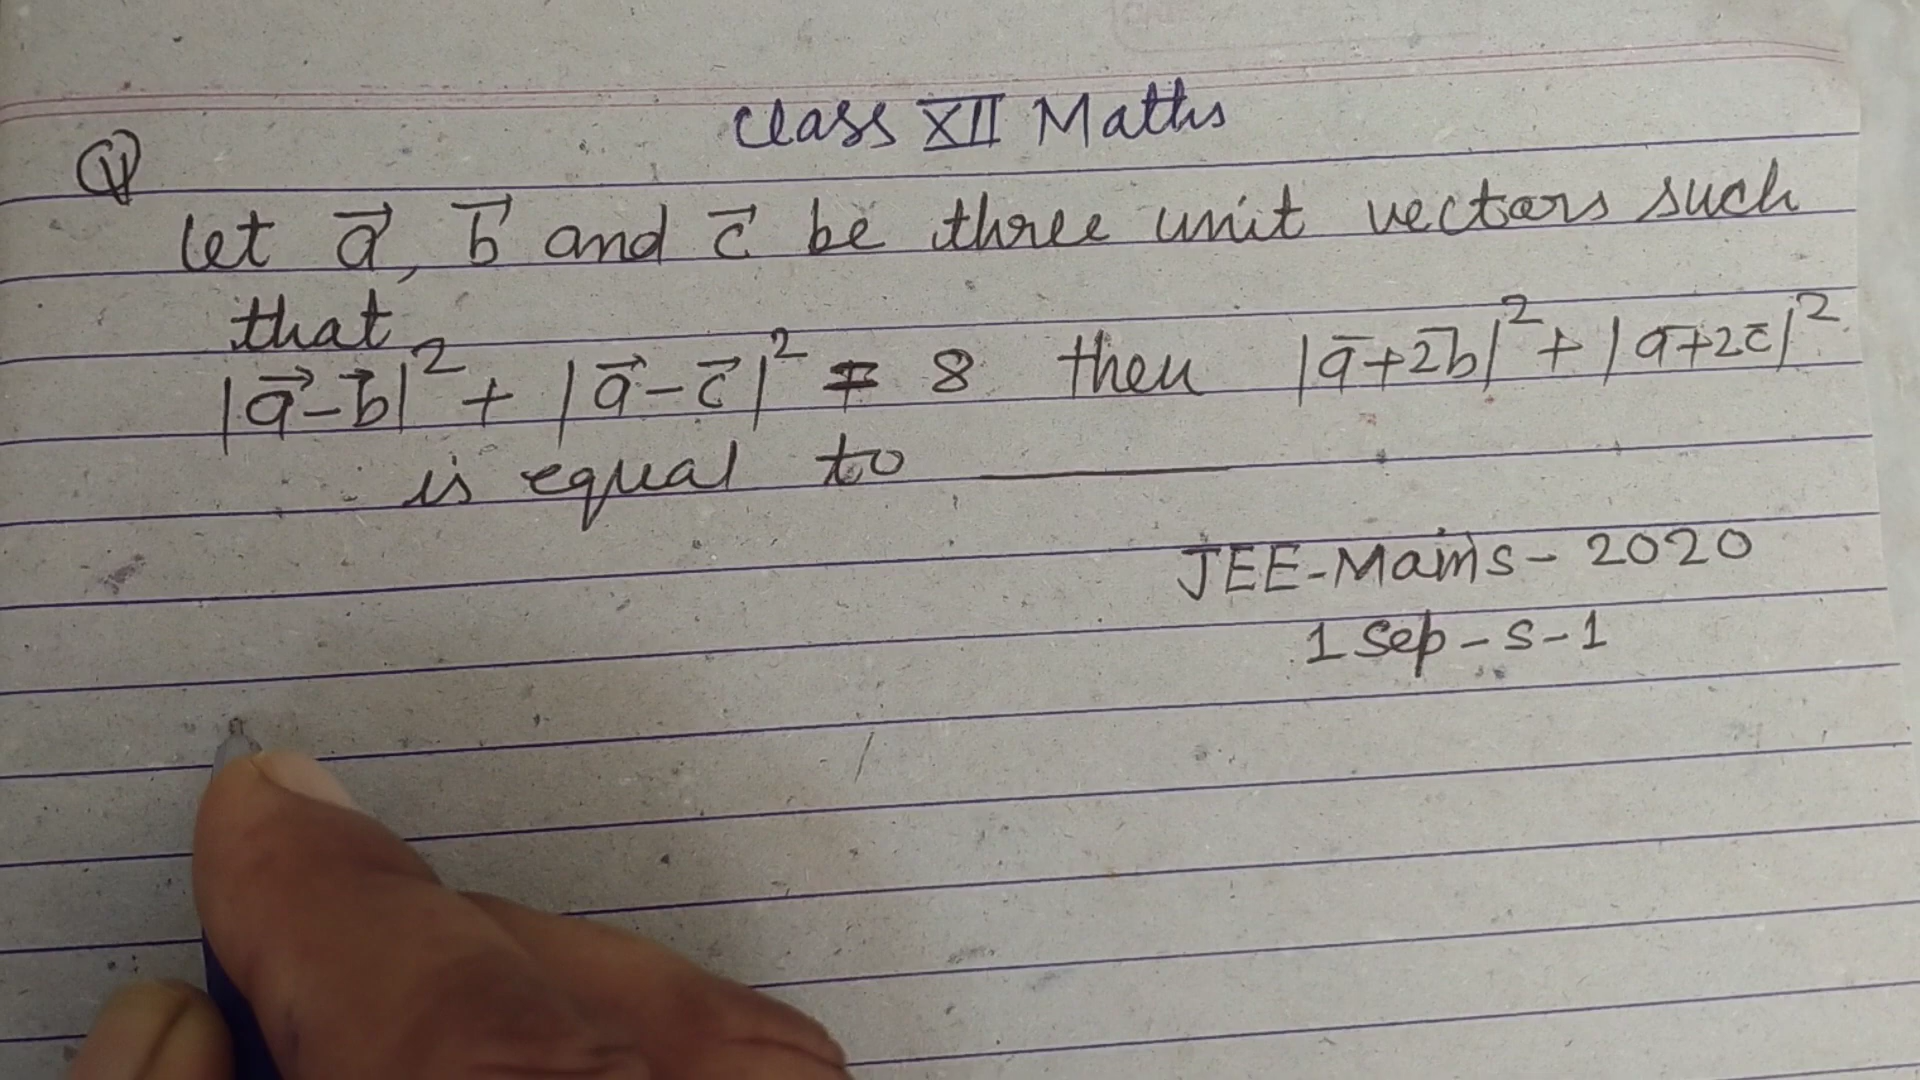 Class XII Maths
Q
let a⃗, b⃗ and c⃗ be three unit vectors such
that
|a⃗-b⃗|² + |a⃗-c⃗|² = 8 then |a̅+2b̅|² + |a̅+2c̅|²
is equal to ______
JEE-Mains-2020
1 Sep-S-1